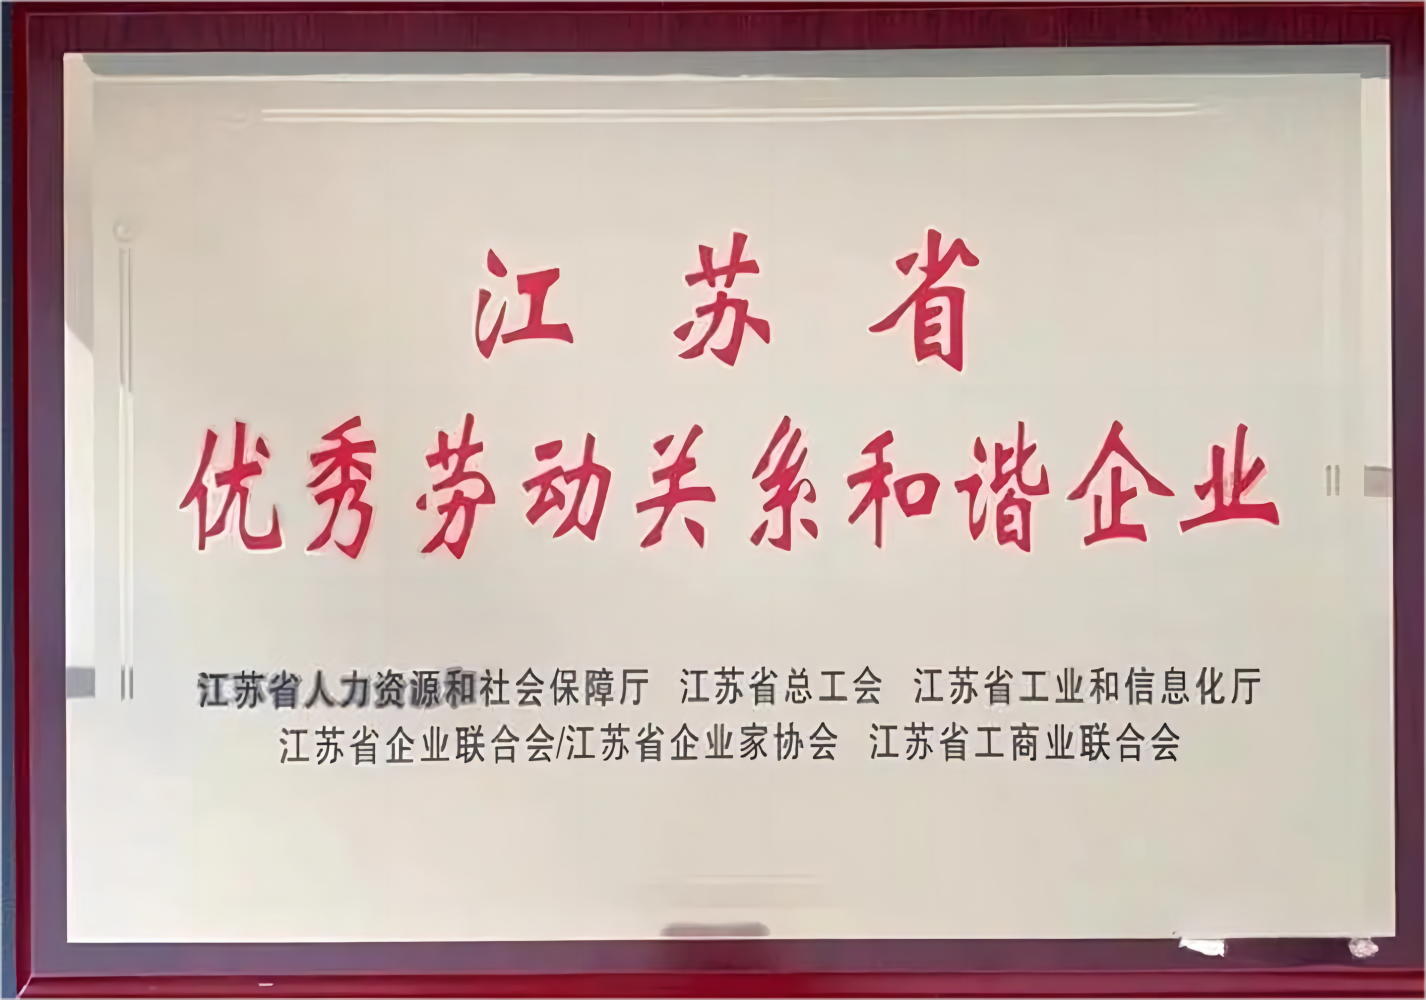 江苏省
优秀劳动关系和谐企业
江苏省人力资源和社会保障厅 江苏省总工会 江苏省工业和信息化厅
江苏省企业联合会/江苏省企业家协会 江苏省工商业联合会